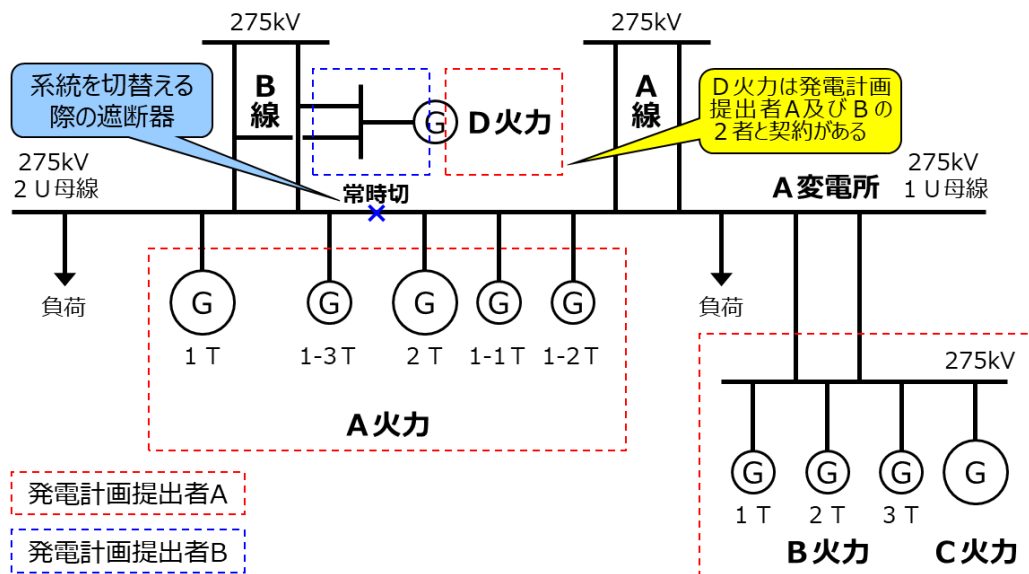 275kV
275kV
系統を切替える
際の遮断器
B
線
G
D火力
A
線
D火力は発電計画
提出者A及びBの
2者と契約がある
275kV
2U母線
常時切
A変電所
275kV
1U母線
負荷
G
G
G
G
G
負荷
1T
1-3T
2T
1-1T
1-2T
A火力
275kV
G
G
G
G
1T
2T
3T
B火力
C火力
発電計画提出者A
発電計画提出者B